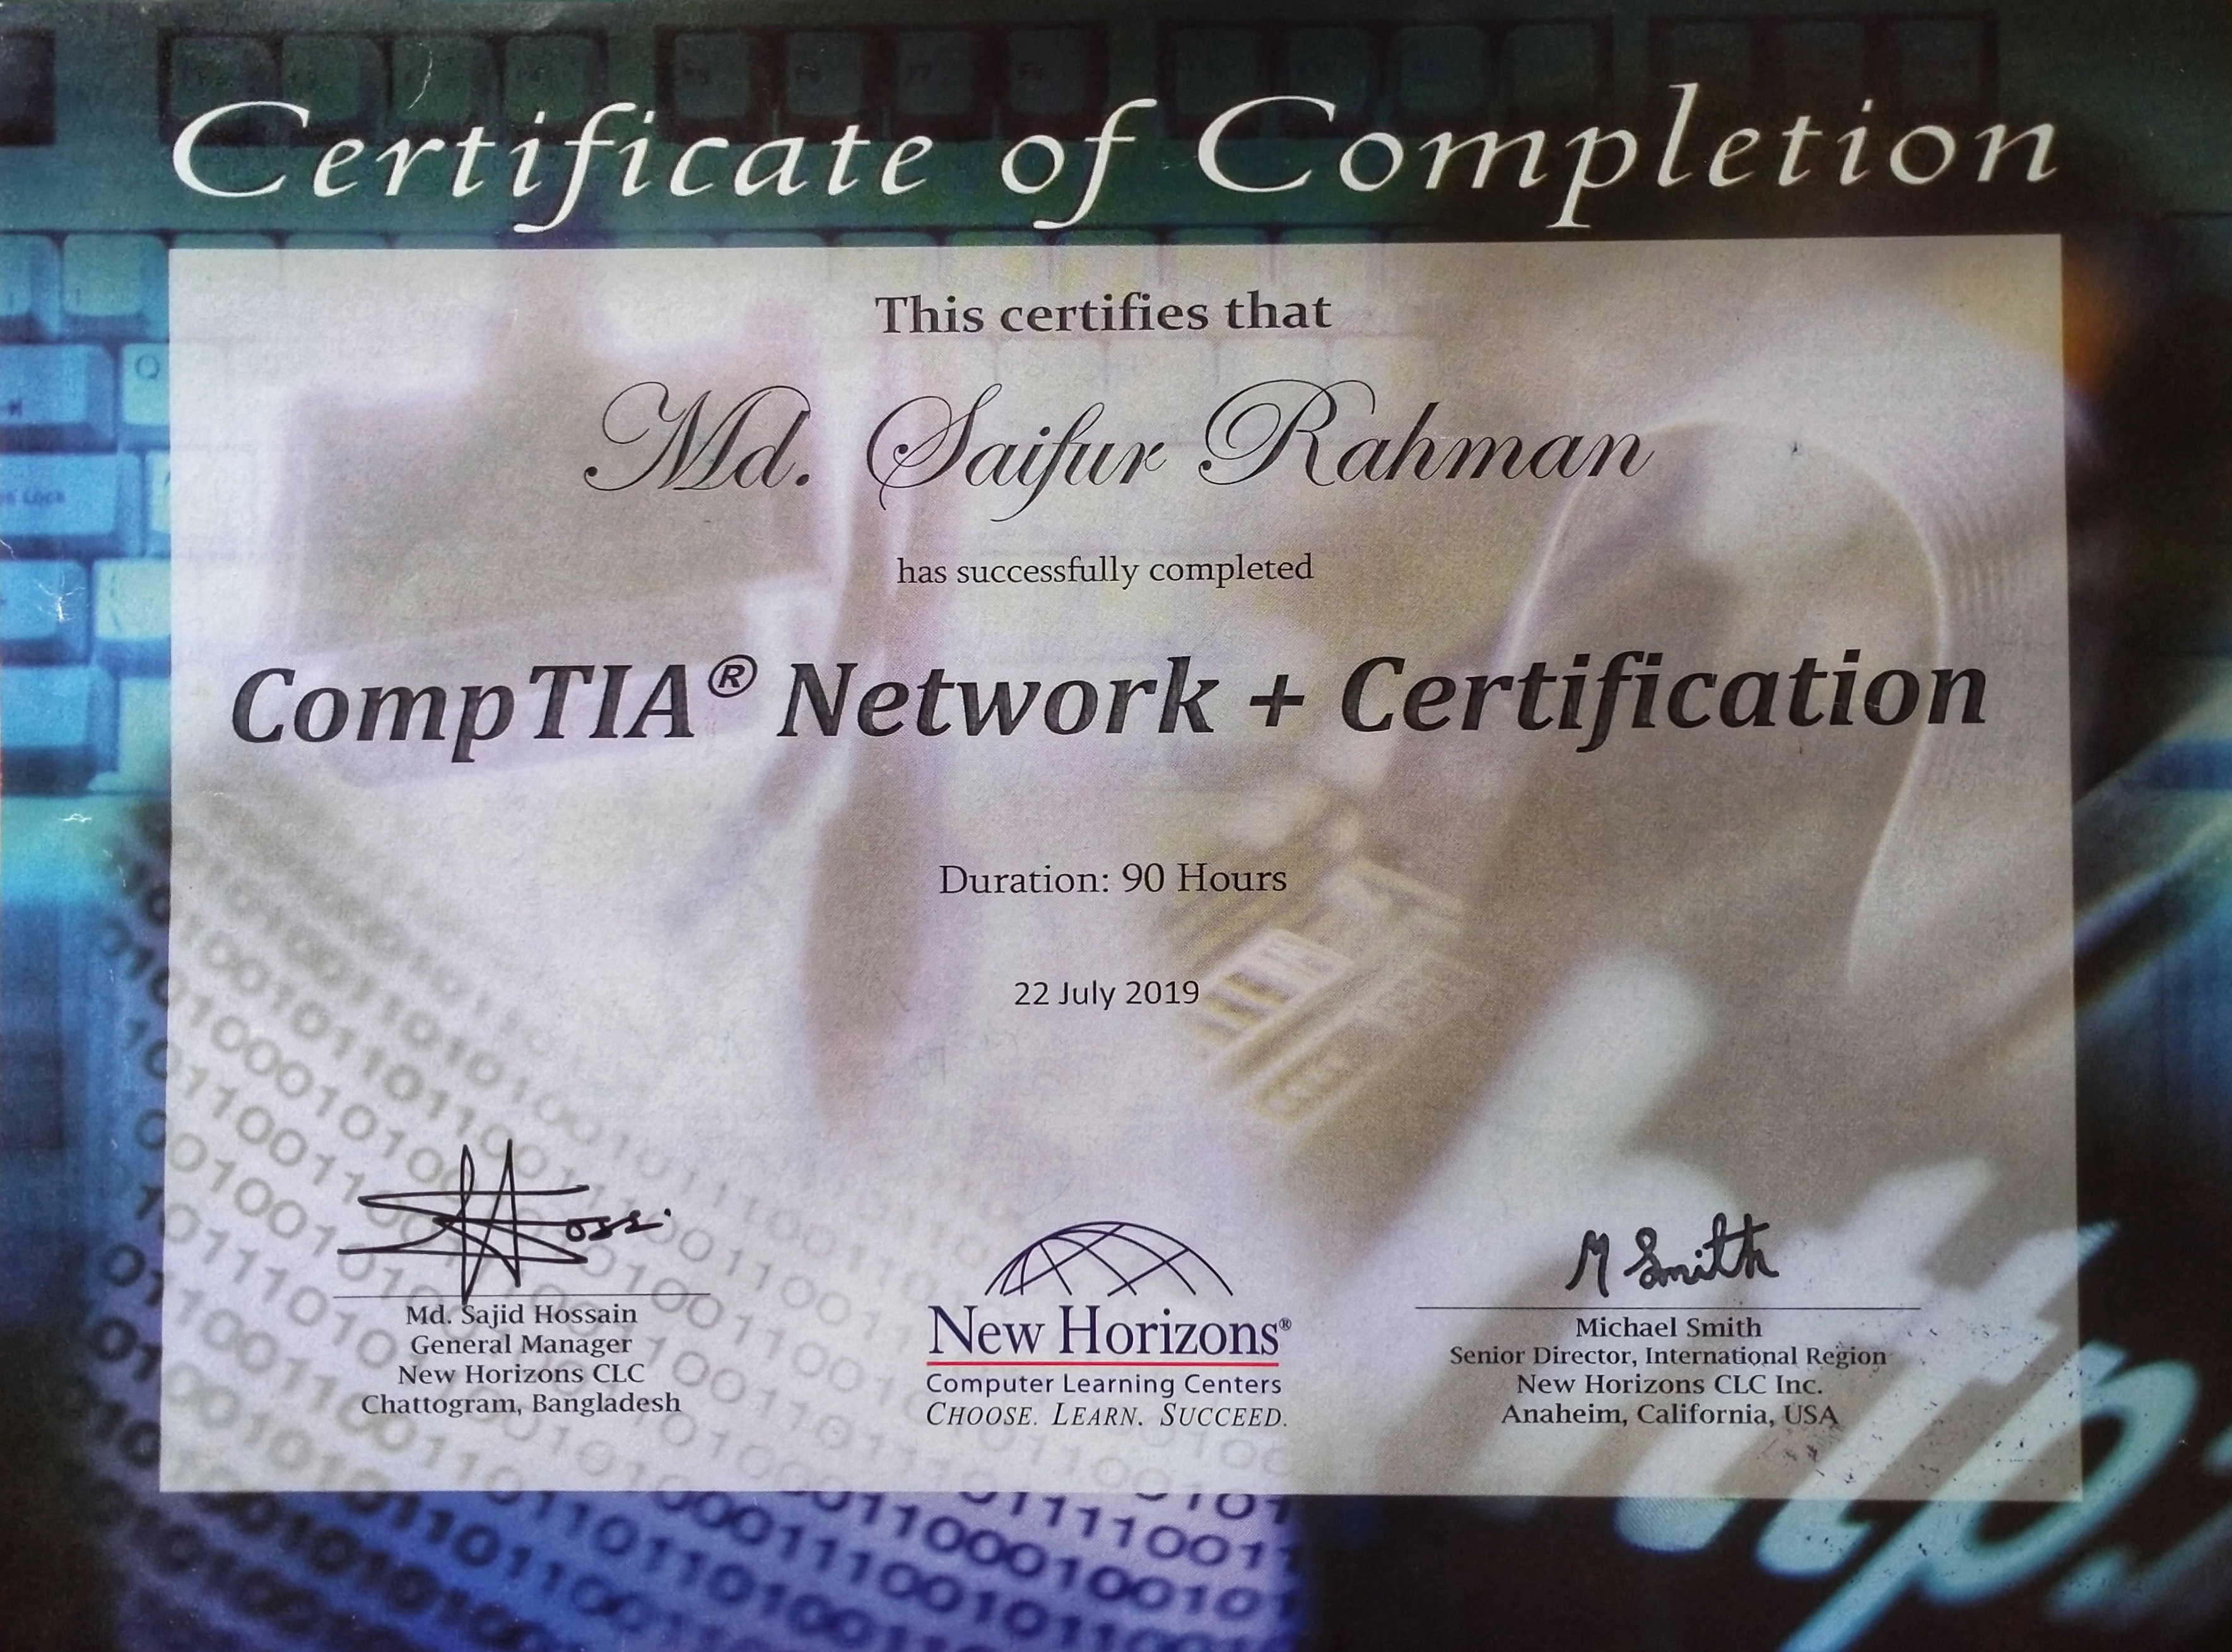 Certificate of Completion
This certifies that
Md. Saifur Rahman
has successfully completed
CompTIA® Network + Certification
Duration: 90 Hours
22 July 2019
Md. Sajid Hossain
General Manager
New Horizons CLC
Chattogram, Bangladesh
New Horizons®
Computer Learning Centers
CHOOSE. LEARN. SUCCEED.
M Smith
Michael Smith
Senior Director, International Region
New Horizons CLC Inc.
Anaheim, California, USA